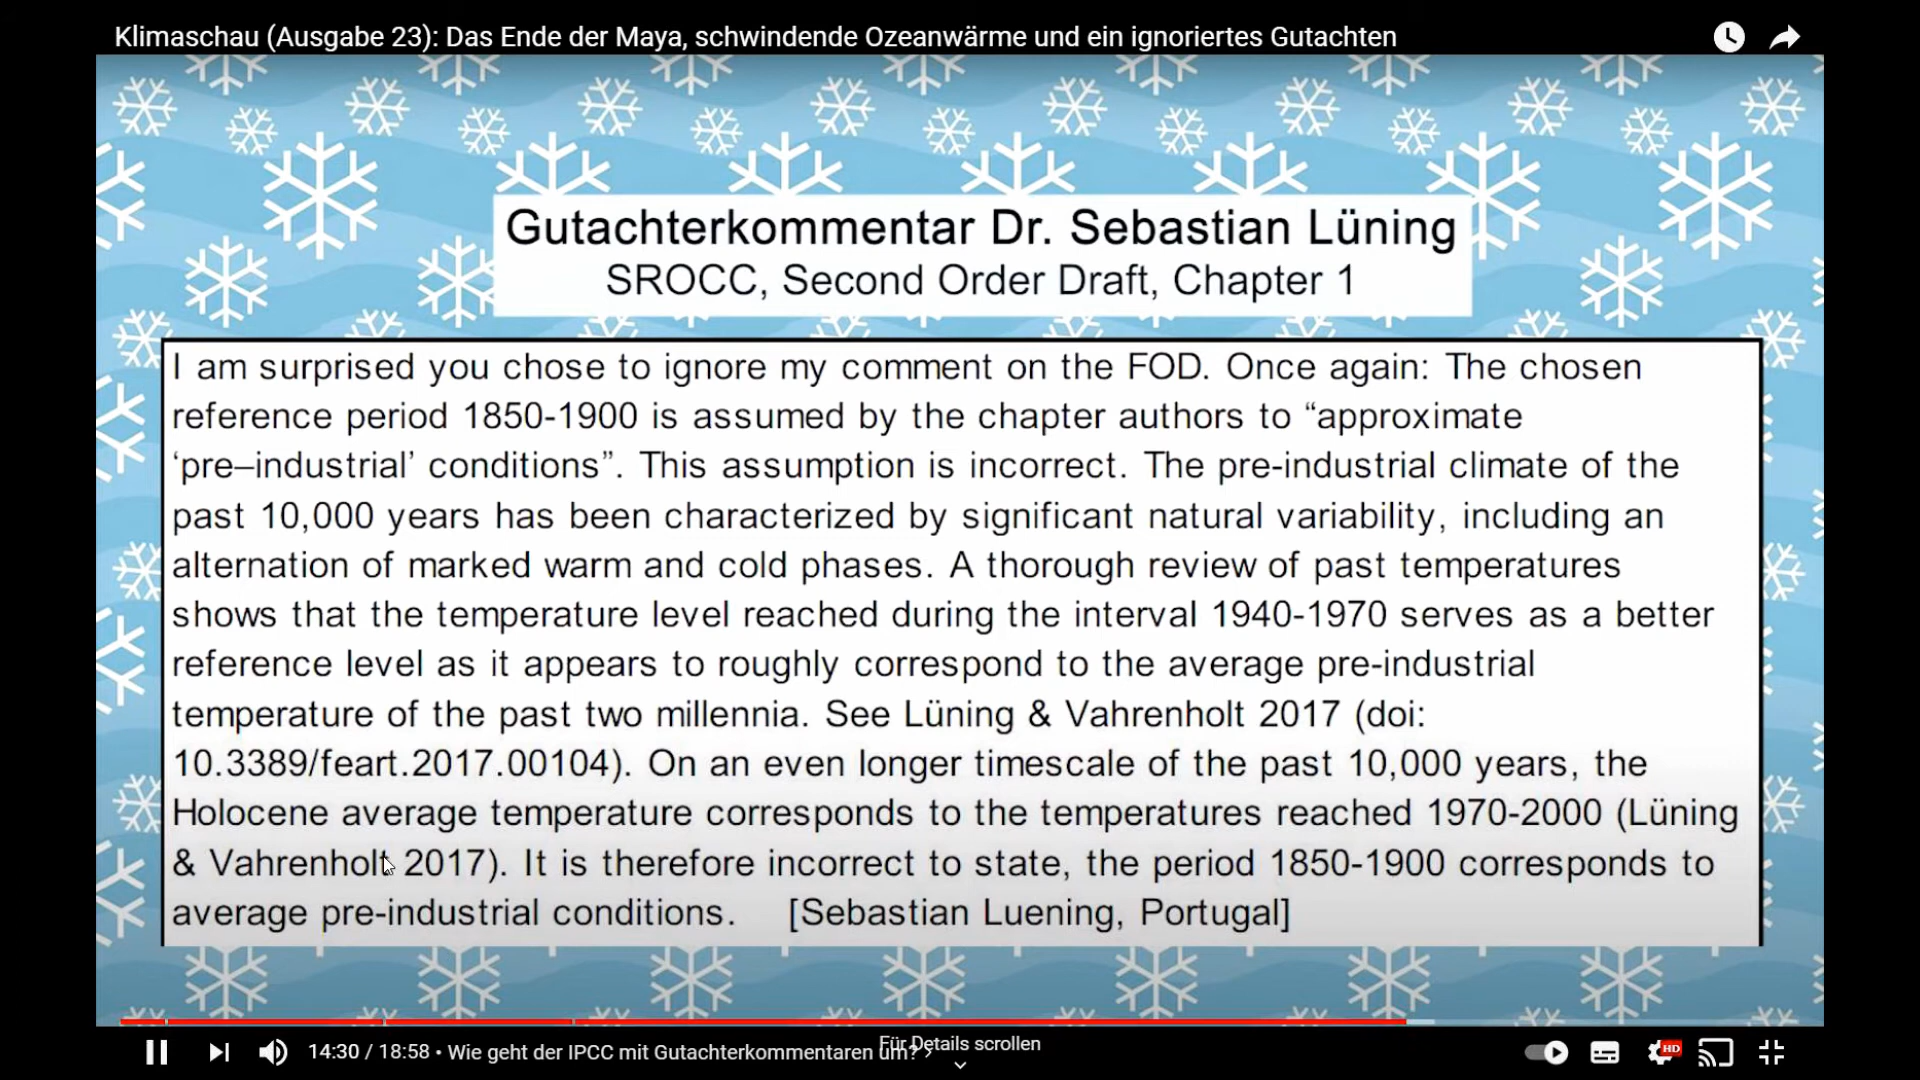 Klimaschau (Ausgabe 23): Das Ende der Maya, schwindende Ozeanwärme und ein ignoriertes Gutachten
Gutachterkommentar Dr. Sebastian Lüning
SROCC, Second Order Draft, Chapter 1
I am surprised you chose to ignore my comment on the FOD. Once again: The chosen
reference period 1850-1900 is assumed by the chapter authors to “approximate
‘pre–industrial’ conditions”. This assumption is incorrect. The pre-industrial climate of the
past 10,000 years has been characterized by significant natural variability, including an
alternation of marked warm and cold phases. A thorough review of past temperatures
shows that the temperature level reached during the interval 1940-1970 serves as a better
reference level as it appears to roughly correspond to the average pre-industrial
temperature of the past two millennia. See Lüning & Vahrenholt 2017 (doi:
10.3389/feart.2017.00104). On an even longer timescale of the past 10,000 years, the
Holocene average temperature corresponds to the temperatures reached 1970-2000 (Lüning
& Vahrenholt 2017). It is therefore incorrect to state, the period 1850-1900 corresponds to
average pre-industrial conditions. [Sebastian Luening, Portugal]
14:30 / 18:58 • Wie geht der IPCC mit Gutachterkommentaren um? ›
Für Details scrollen
HD